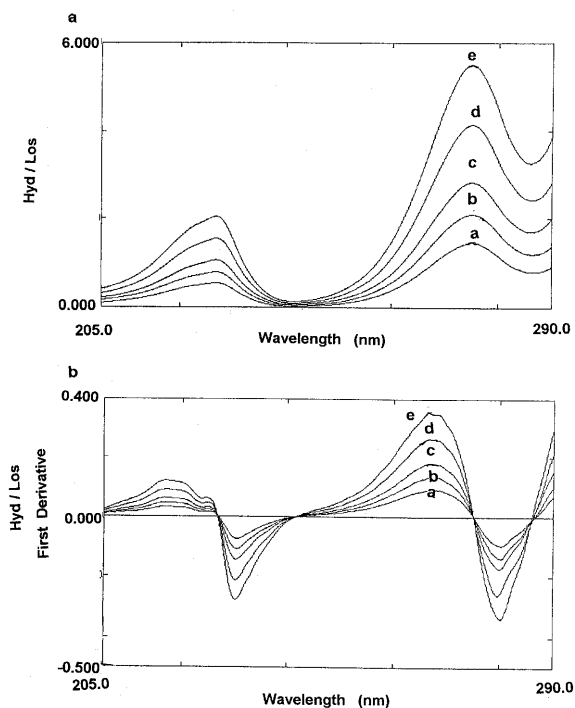 a
6.000
e
d
c
b
a
Hyd / Los
0.000
205.0
290.0
Wavelength (nm)
b
0.400
e
d
c
b
a
0.000
Hyd / Los
First Derivative
-0.500
205.0
290.0
Wavelength (nm)